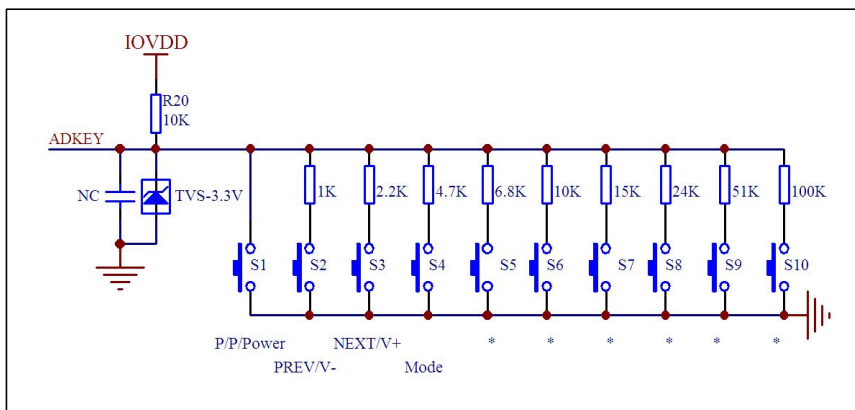 IOVDD
R20
10K
ADKEY
NC
TVS-3.3V
1K
2.2K
4.7K
6.8K
10K
15K
24K
51K
100K
S1
S2
S3
S4
S5
S6
S7
S8
S9
S10
P/P/Power
NEXT/V+
* * * * * *
PREV/V-
Mode